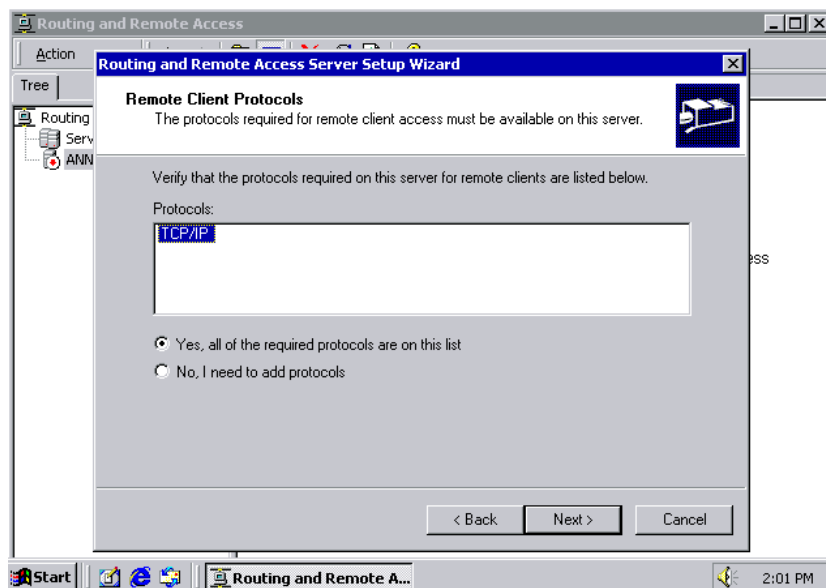 Routing and Remote Access
Action
Routing and Remote Access Server Setup Wizard
Tree
Remote Client Protocols
The protocols required for remote client access must be available on this server.
Routing
Serv
ANN
Verify that the protocols required on this server for remote clients are listed below.
Protocols:
TCP/IP
ess
Yes, all of the required protocols are on this list
No, I need to add protocols
< Back
Next >
Cancel
Start
Routing and Remote A...
2:01 PM